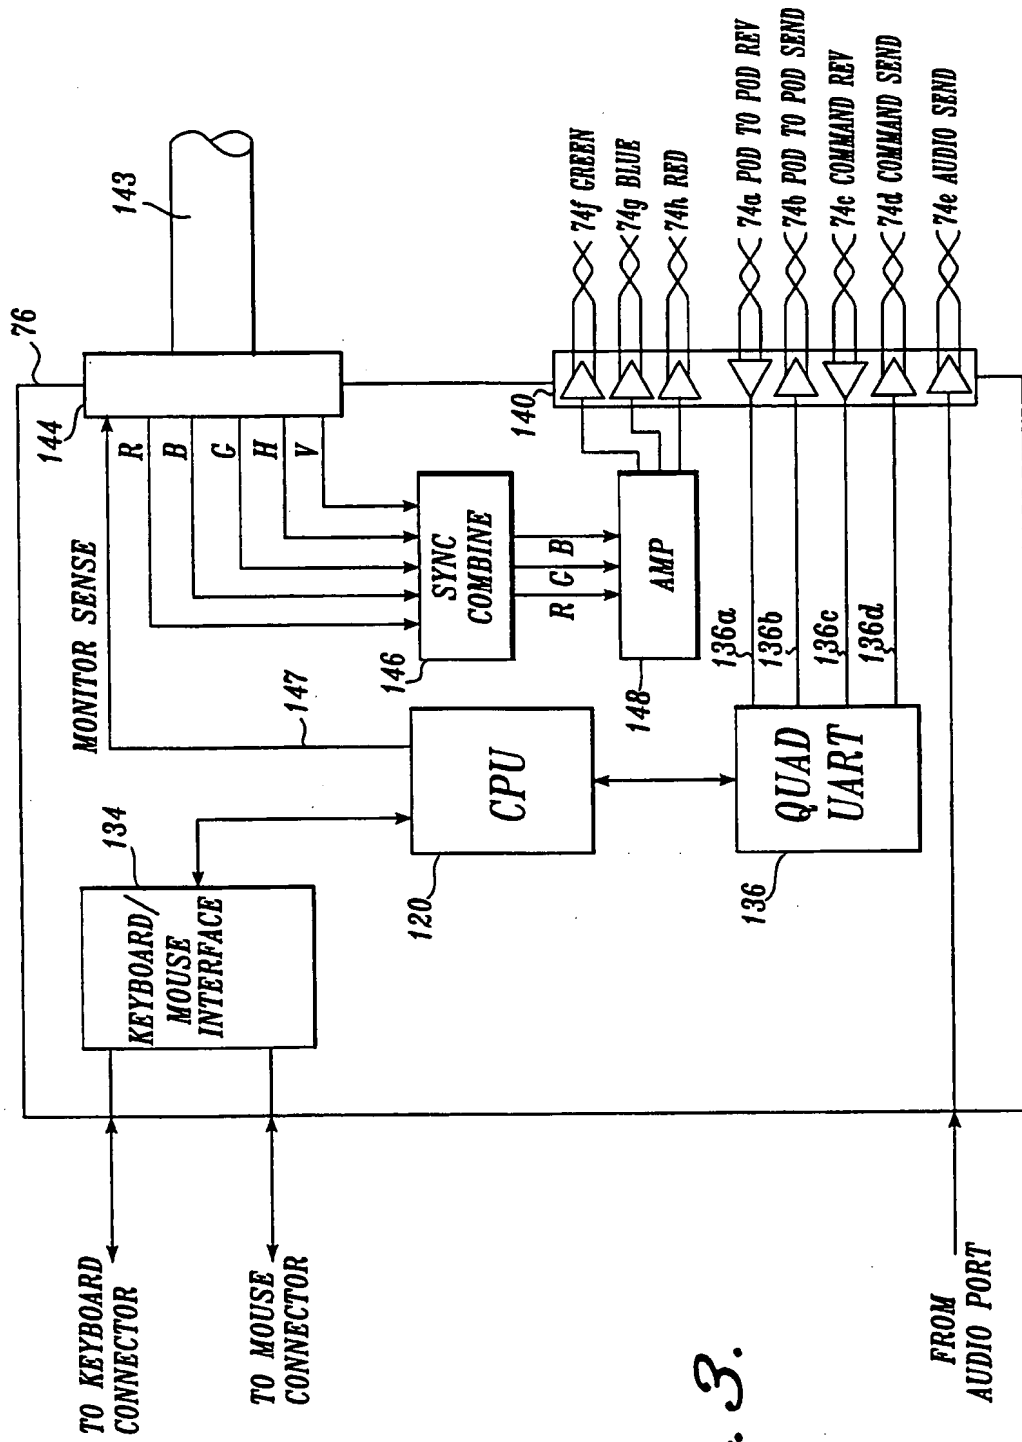 TO KEYBOARD
CONNECTOR
TO MOUSE
CONNECTOR
KEYBOARD/
MOUSE
INTERFACE
134
MONITOR SENSE
147
144
76
143
R
B
G
H
V
SYNC
COMBINE
146
R
G
B
AMP
148
CPU
120
QUAD
UART
136
136a
136b
136c
136d
140
74f GREEN
74g BLUE
74h RED
74a POD TO POD REV
74b POD TO POD SEND
74c COMMAND REV
74d COMMAND SEND
74e AUDIO SEND
FROM
AUDIO PORT
. 3.